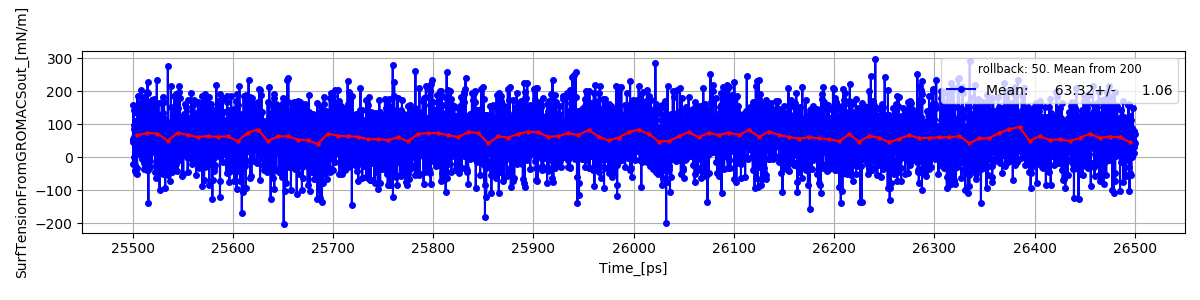 SurfTensionFromGROMACSout_[mN/m]
300
200
100
0
−100
−200
rollback: 50. Mean from 200
Mean: 63.32+/- 1.06
25500 25600 25700 25800 25900 26000 26100 26200 26300 26400 26500
Time_[ps]